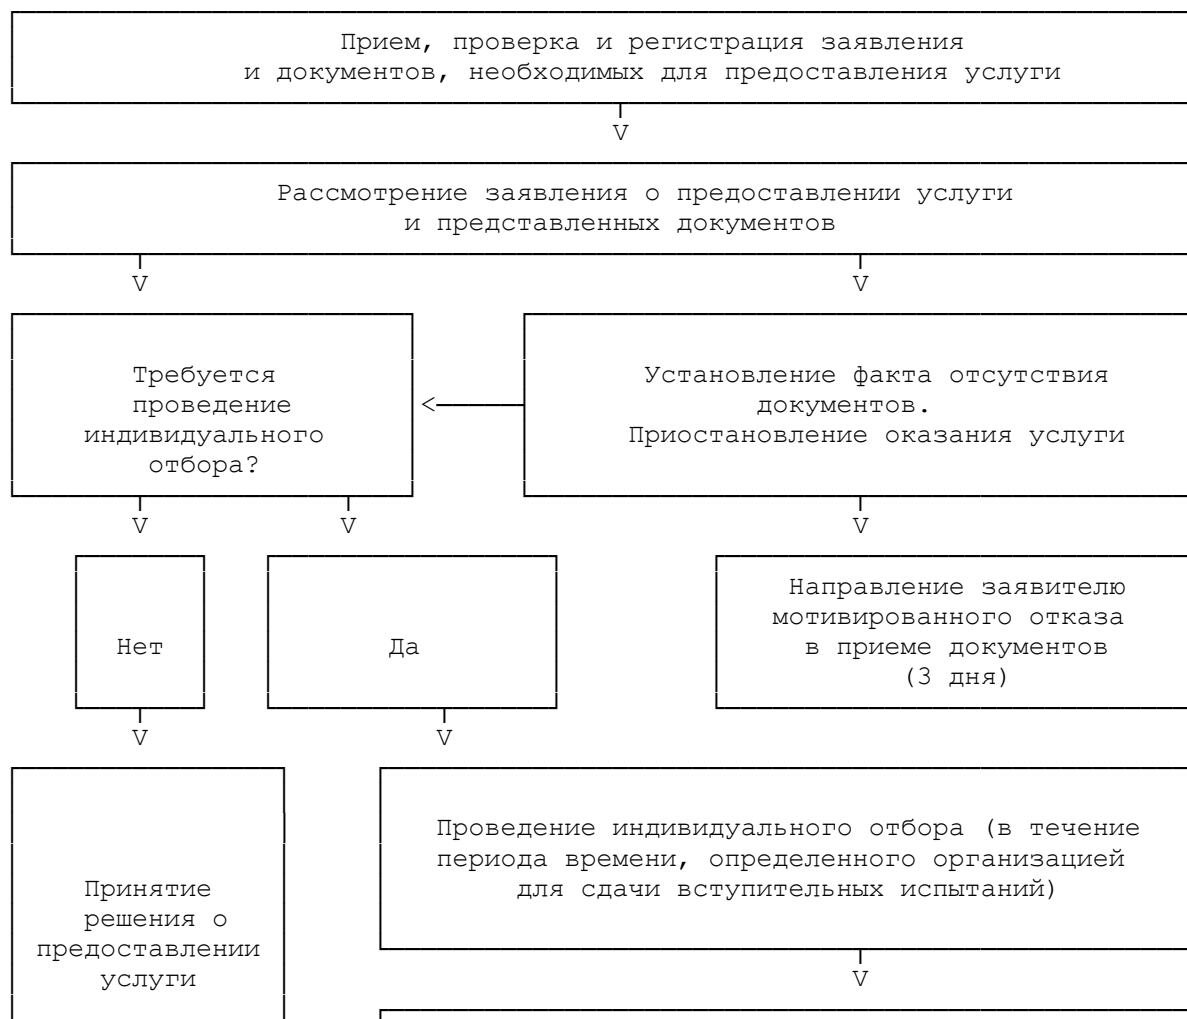 Прием, проверка и регистрация заявления
и документов, необходимых для предоставления услуги
V
Рассмотрение заявления о предоставлении услуги
и представленных документов
V
V
Требуется
проведение
индивидуального
отбора?
<
Установление факта отсутствия
документов.
Приостановление оказания услуги
V
V
V
Нет
Да
Направление заявителю
мотивированного отказа
в приеме документов
(3 дня)
V
V
Принятие
решения о
предоставлении
услуги
Проведение индивидуального отбора (в течение
периода времени, определенного организацией
для сдачи вступительных испытаний)
V